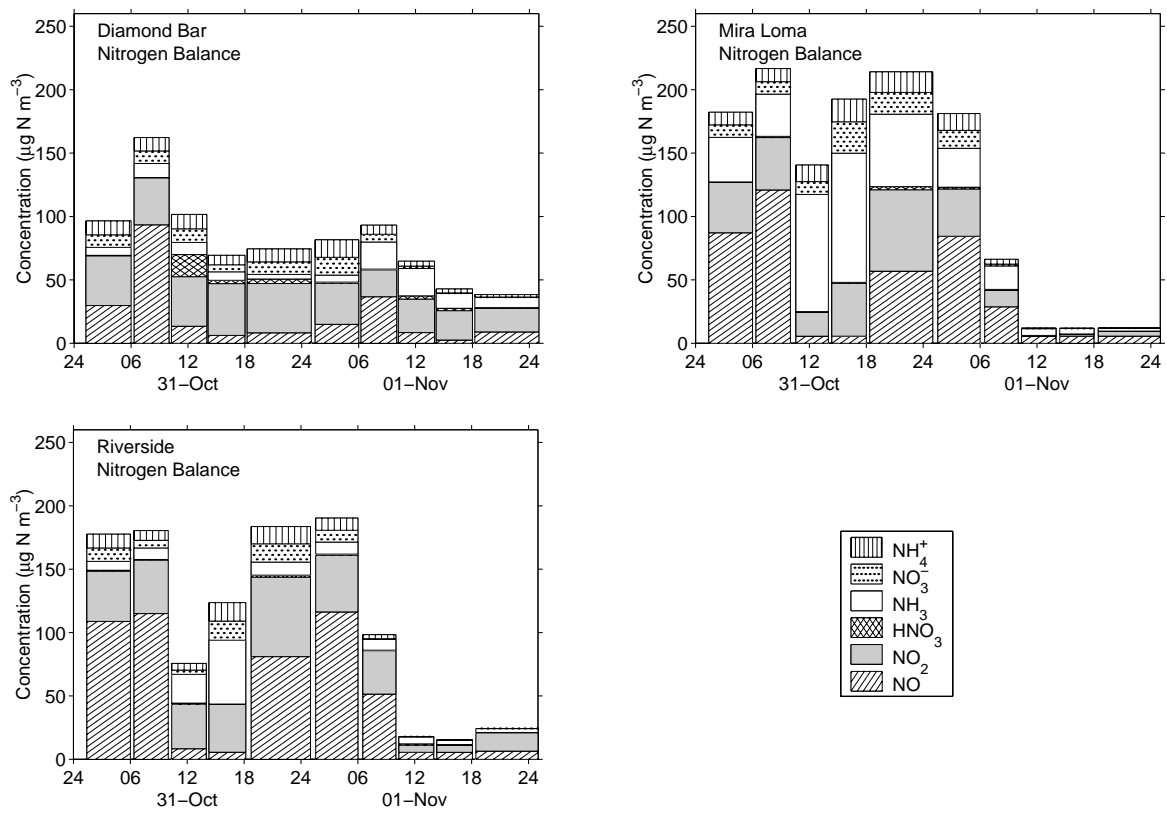 Diamond Bar
Nitrogen Balance
250
200
150
100
50
0
Concentration (µg N m⁻³)
24 06 12 18 24 06 12 18 24
31–Oct 01–Nov
Mira Loma
Nitrogen Balance
250
200
150
100
50
0
Concentration (µg N m⁻³)
24 06 12 18 24 06 12 18 24
31–Oct 01–Nov
Riverside
Nitrogen Balance
250
200
150
100
50
0
Concentration (µg N m⁻³)
24 06 12 18 24 06 12 18 24
31–Oct 01–Nov
NH₄⁺
NO₃⁻
NH₃
HNO₃
NO₂
NO